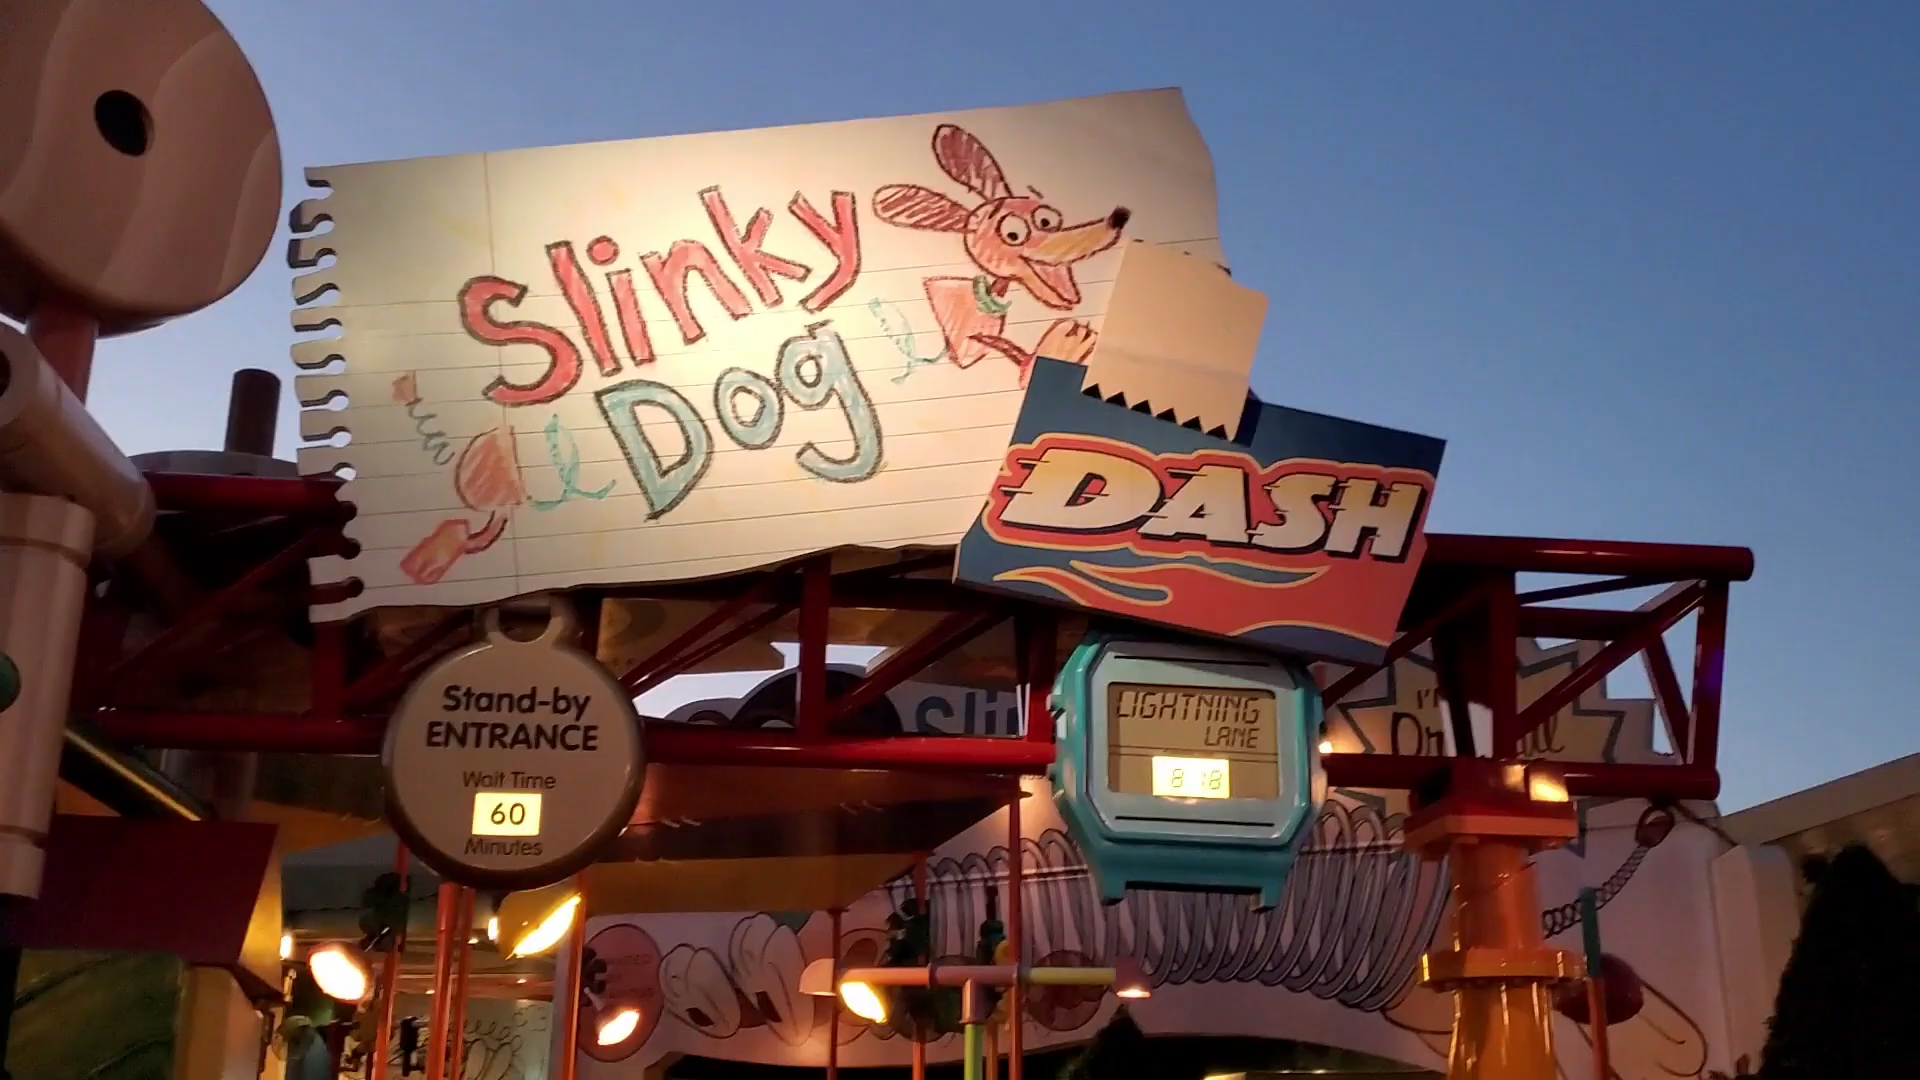 Slinky
Dog
DASH
Stand-by
ENTRANCE
Wait Time
60
Minutes
LIGHTNING
LANE
8 18